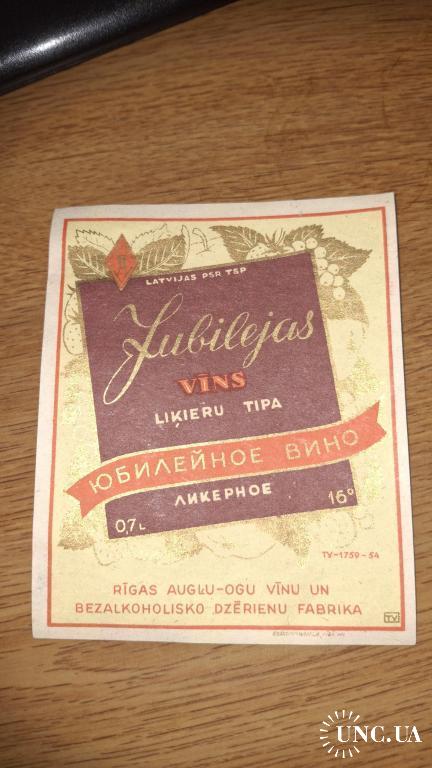 LATVIJAS PSR TSP
Jubilejas
VĪNS
LIĶIERU TIPA
ЮБИЛЕЙНОЕ ВИНО
ЛИКЕРНОЕ
0,7 L
16°
ТУ-1759-54
RĪGAS AUGĻU-OGU VĪNU UN
BEZALKOHOLISKO DZĒRIENU FABRIKA
UNC.UA